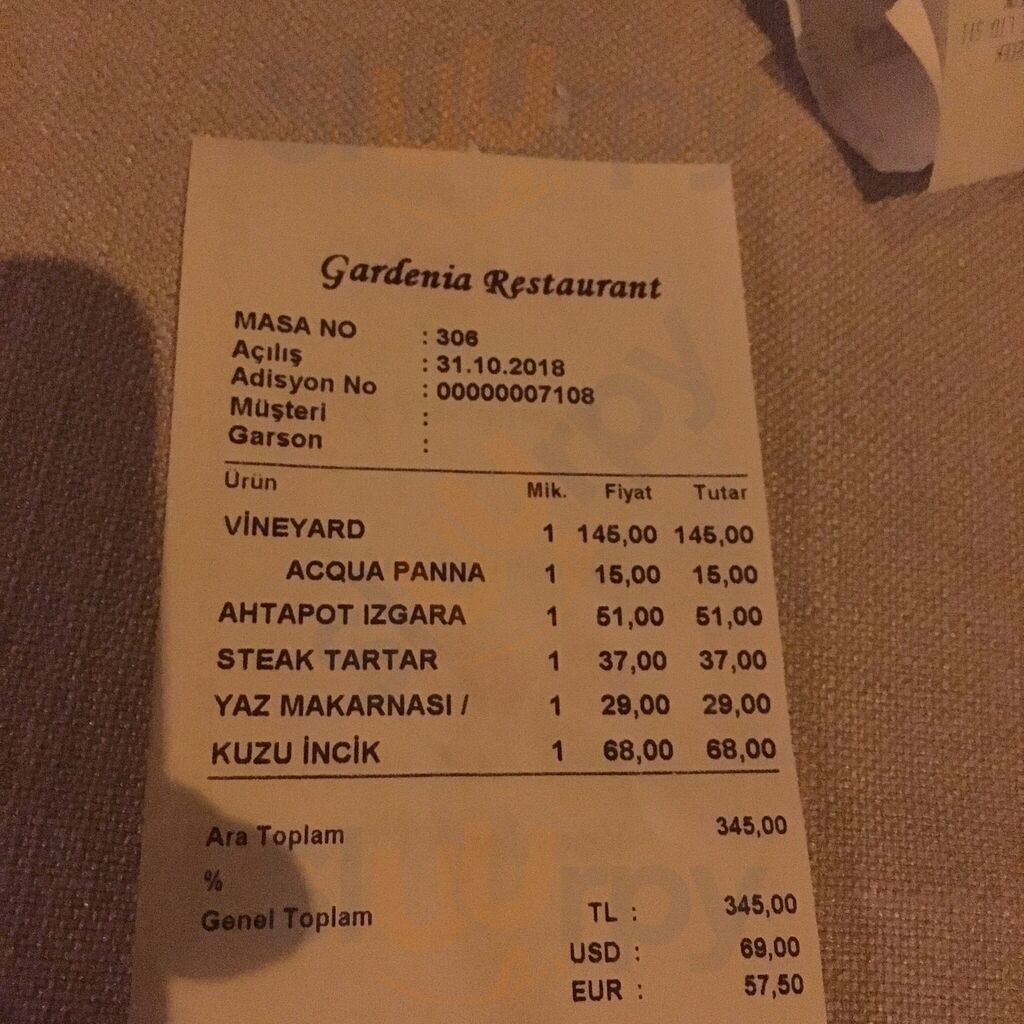 Gardenia Restaurant
MASA NO : 306
Açılış : 31.10.2018
Adisyon No : 00000007108
Müşteri :
Garson :
Ürün Mik. Fiyat Tutar
VİNEYARD 1 145,00 145,00
ACQUA PANNA 1 15,00 15,00
AHTAPOT IZGARA 1 51,00 51,00
STEAK TARTAR 1 37,00 37,00
YAZ MAKARNASI / 1 29,00 29,00
KUZU İNCİK 1 68,00 68,00
Ara Toplam 345,00
%
Genel Toplam TL : 345,00
USD : 69,00
EUR : 57,50